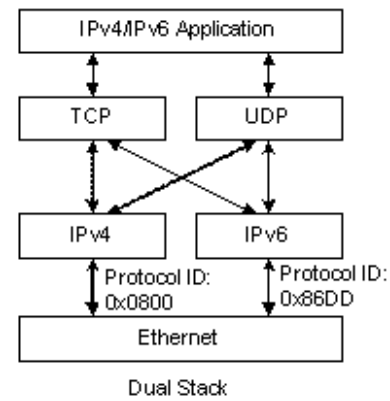 IPv4/IPv6 Application
TCP
UDP
IPv4
IPv6
Protocol ID:
0x0800
Protocol ID:
0x86DD
Ethernet
Dual Stack